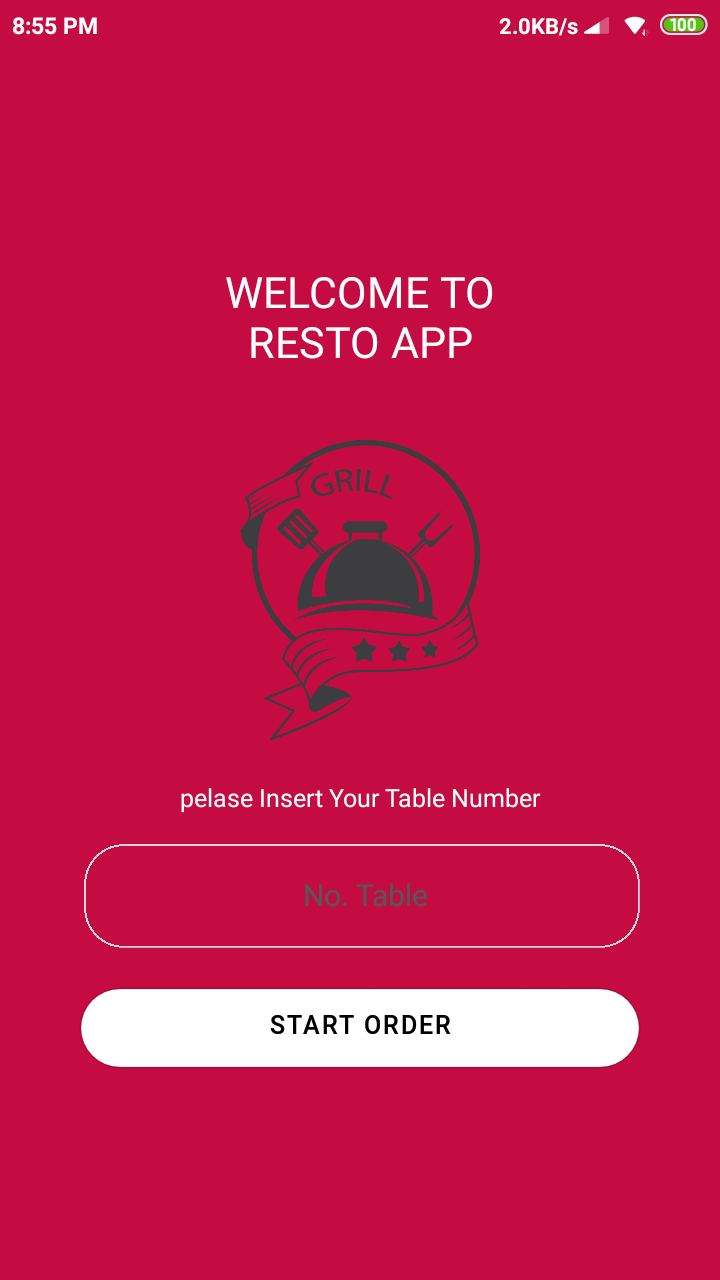 8:55 PM 2.0KB/s 100
WELCOME TO
RESTO APP
GRILL
pelase Insert Your Table Number
No. Table
START ORDER